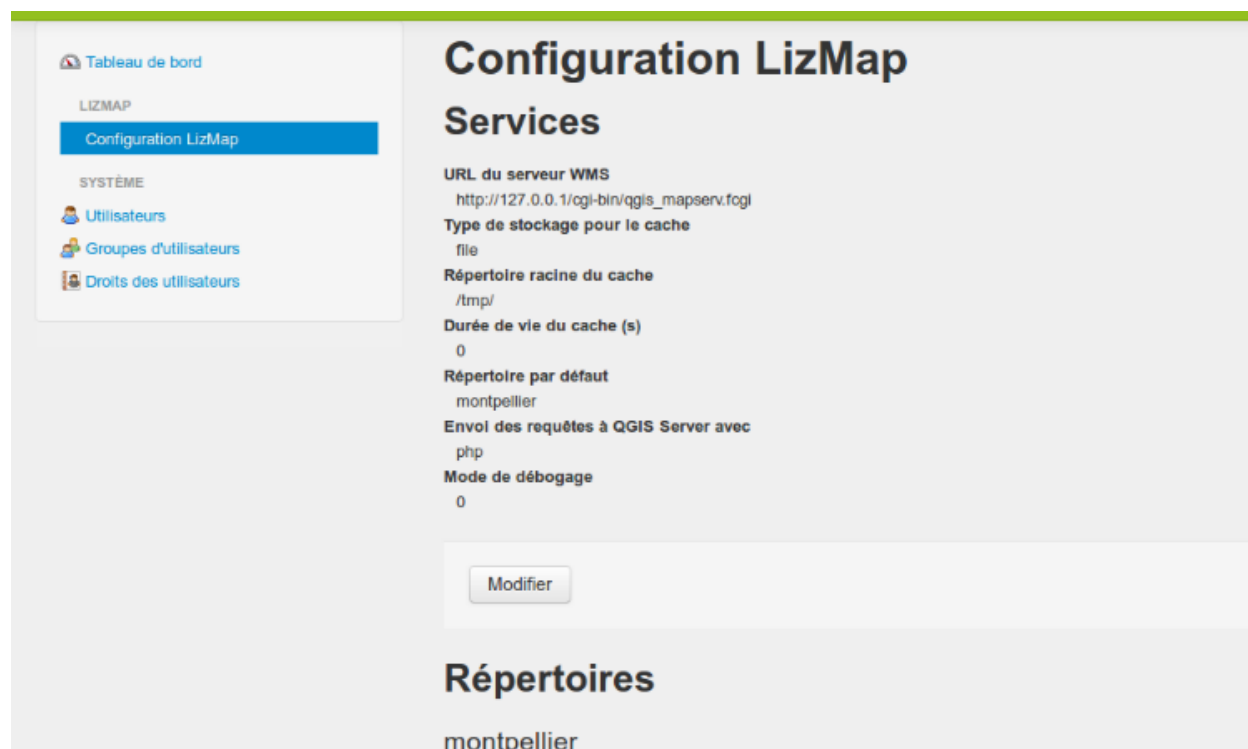 Tableau de bord
LIZMAP
Configuration LizMap
SYSTÈME
Utilisateurs
Groupes d'utilisateurs
Droits des utilisateurs
Configuration LizMap
Services
URL du serveur WMS
http://127.0.0.1/cgi-bin/qgis_mapserv.fcgi
Type de stockage pour le cache
file
Répertoire racine du cache
/tmp/
Durée de vie du cache (s)
0
Répertoire par défaut
montpellier
Envoi des requêtes à QGIS Server avec
php
Mode de débogage
0
Modifier
Répertoires
montpellier